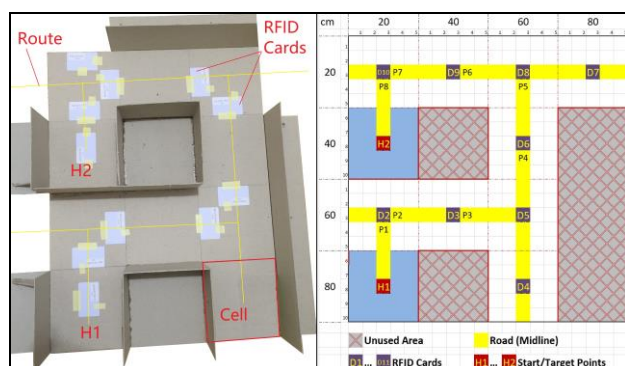 Route
RFID
Cards
H2
H1
Cell
cm 20 40 60 80
20
D10 P7 D9 P6 D8 D7
P8 P5
40
H2 D6
P4
60
D2 P2 D3 P3 D5
P1
80
H1 D4
Unused Area Road (Midline)
D1 ... D11 RFID Cards H1 ... H2 Start/Target Points